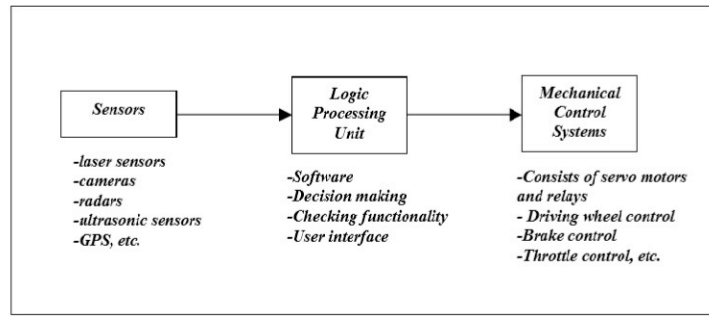 Sensors
-laser sensors
-cameras
-radars
-ultrasonic sensors
-GPS, etc.
Logic
Processing
Unit
-Software
-Decision making
-Checking functionality
-User interface
Mechanical
Control
Systems
-Consists of servo motors
and relays
- Driving wheel control
-Brake control
-Throttle control, etc.